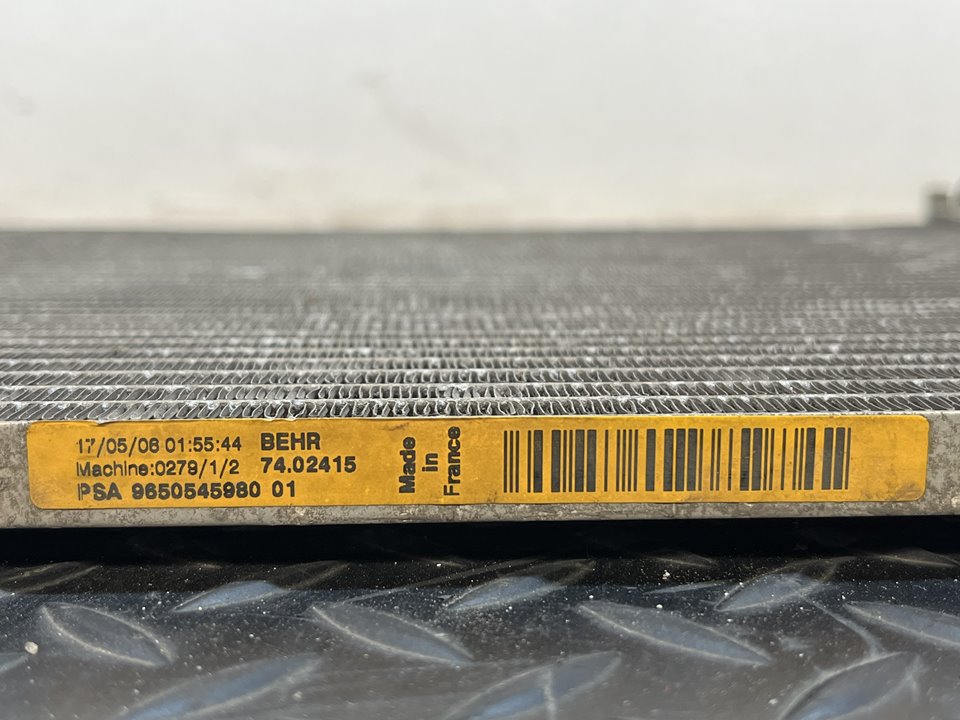 17/05/06 01:55:44 BEHR
Machine:0279/1/2 74.02415
PSA 9650545980 01
Made
in
France